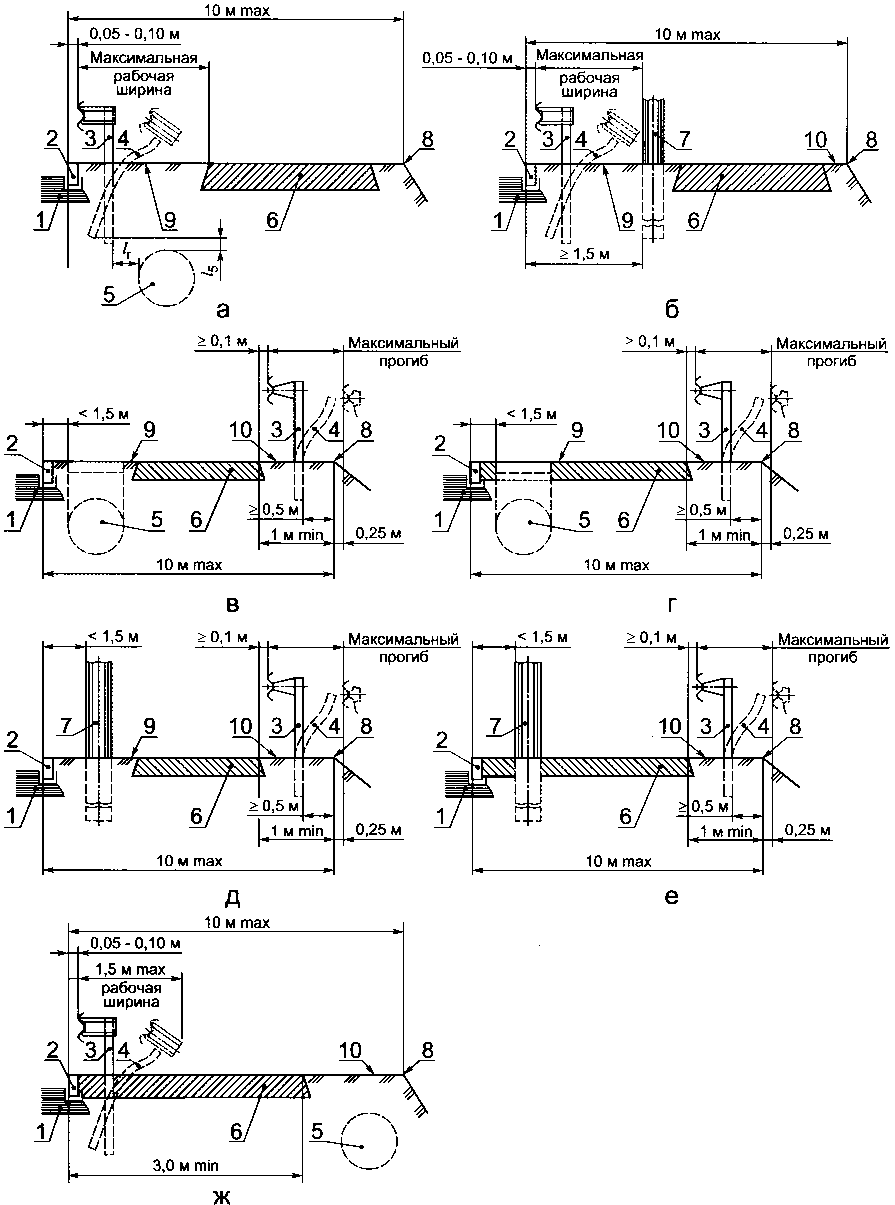 10 м max
0,05 - 0,10 м
Максимальная
рабочая
ширина
2
3
4
8
1
9
6
lг
l5
5
а
10 м max
0,05 - 0,10 м
Максимальная
рабочая
ширина
2
3
4
7
10
8
1
9
6
≥ 1,5 м
б
≥ 0,1 м
Максимальный
прогиб
< 1,5 м
2
9
10
3
4
8
1
5
6
≥ 0,5 м
1 м min
0,25 м
10 м max
в
> 0,1 м
Максимальный
прогиб
< 1,5 м
2
9
10
3
4
8
1
5
6
≥ 0,5 м
1 м min
0,25 м
10 м max
г
< 1,5 м
≥ 0,1 м
Максимальный
прогиб
7
9
2
10
3
4
8
1
6
≥ 0,5 м
1 м min
0,25 м
10 м max
д
< 1,5 м
≥ 0,1 м
Максимальный
прогиб
7
2
10
3
4
8
1
6
≥ 0,5 м
1 м min
0,25 м
10 м max
е
10 м max
0,05 - 0,10 м
1,5 м max
рабочая
ширина
2
3
4
10
8
1
6
5
3,0 м min
ж